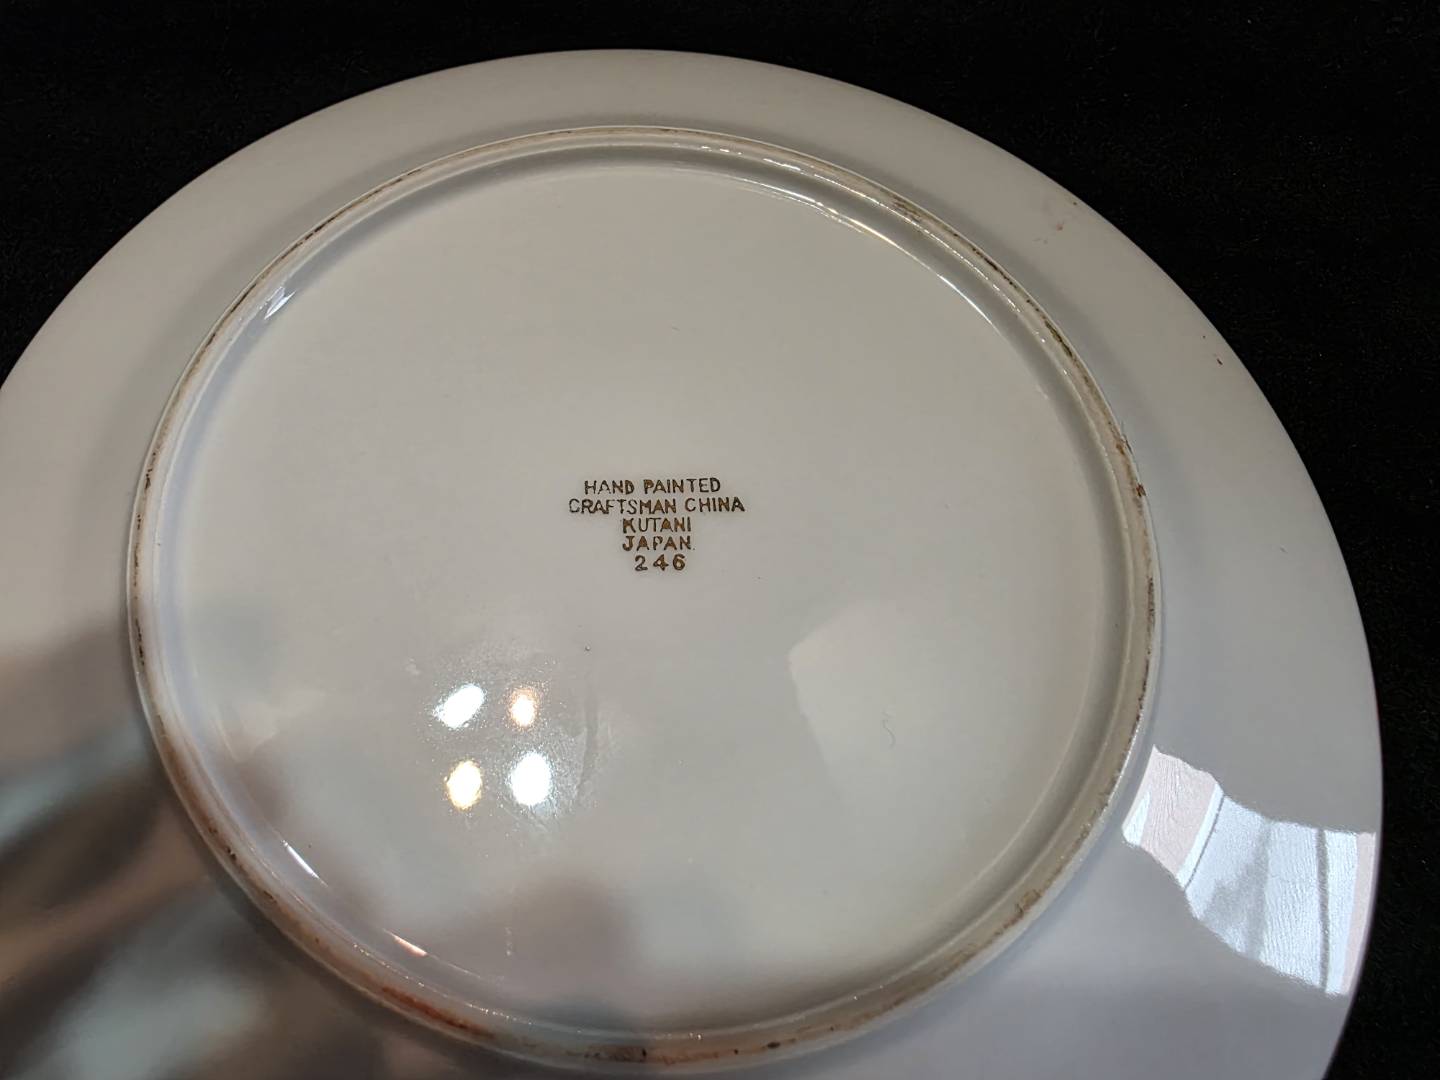 HAND PAINTED
CRAFTSMAN CHINA
KUTANI
JAPAN.
246